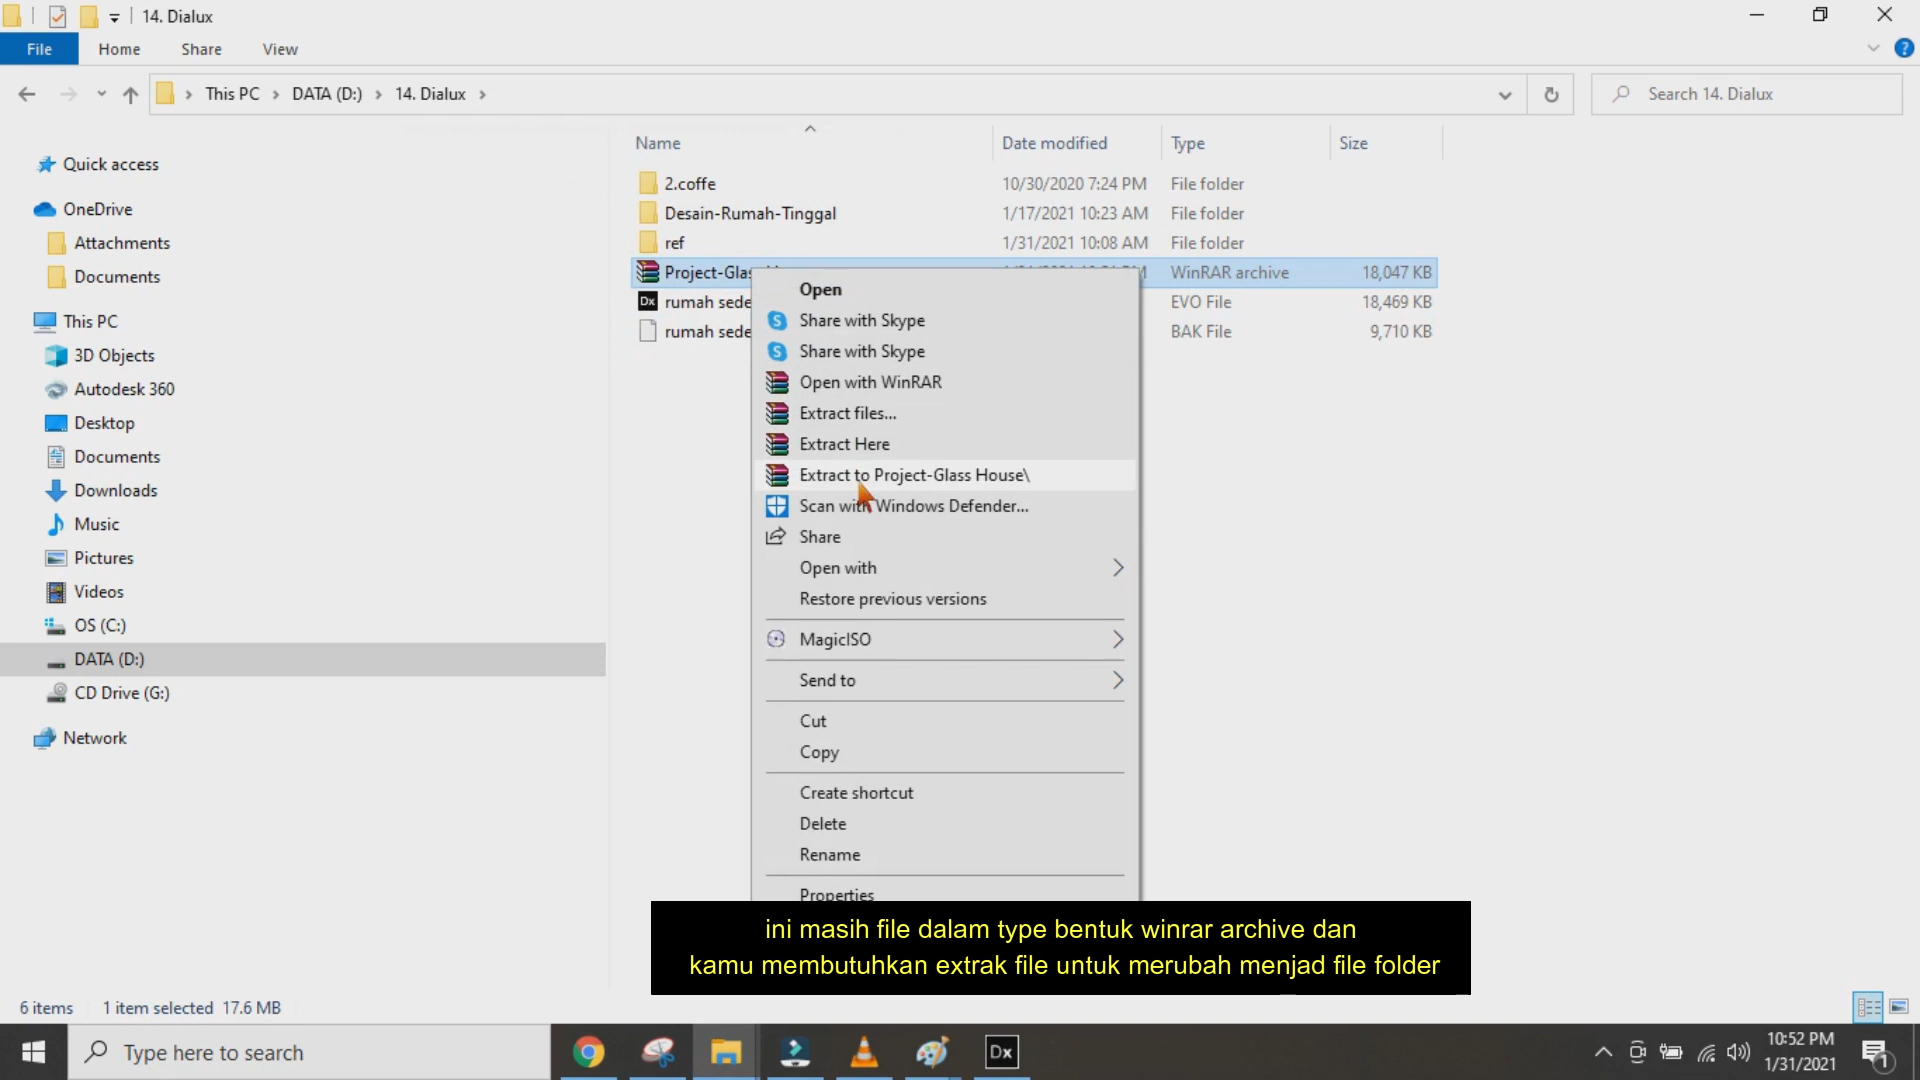 14. Dialux
File
Home
Share
View
This PC
DATA (D:)
14. Dialux
Search 14. Dialux
Name
Date modified
Type
Size
Quick access
OneDrive
Attachments
Documents
This PC
3D Objects
Autodesk 360
Desktop
Documents
Downloads
Music
Pictures
Videos
OS (C:)
DATA (D:)
CD Drive (G:)
Network
2.coffe 10/30/2020 7:24 PM File folder
Desain-Rumah-Tinggal 1/17/2021 10:23 AM File folder
ref 1/31/2021 10:08 AM File folder
WinRAR archive 18,047 KB
Dx rumah EVO File 18,469 KB
rumah BAK File 9,710 KB
Open
Share with Skype
Share with Skype
Open with WinRAR
Extract files...
Extract Here
Extract to Project-Glass House\
Scan with Windows Defender...
Share
Open with
Restore previous versions
MagicISO
Send to
Cut
Copy
Create shortcut
Delete
Rename
Properties
ini masih file dalam type bentuk winrar archive dan
kamu membutuhkan extrak file untuk merubah menjad file folder
6 items 1 item selected 17.6 MB
Type here to search
Dx
10:52 PM
1/31/2021
1